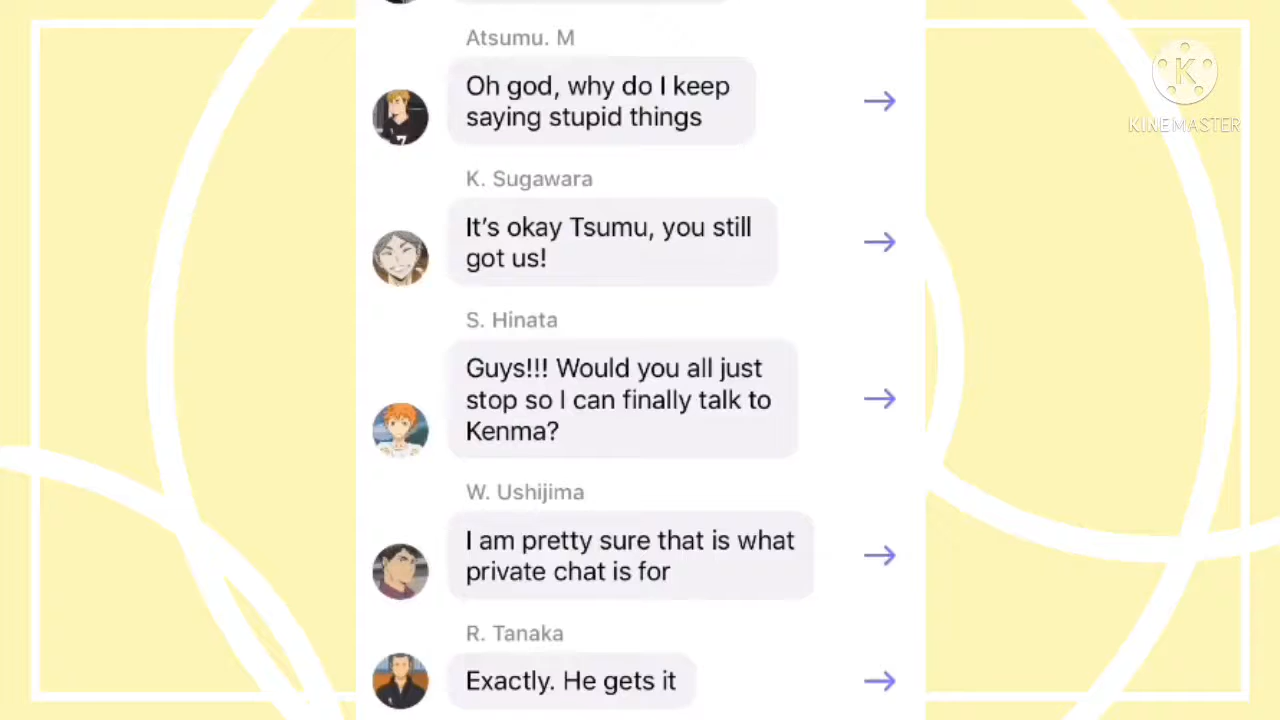 Atsumu. M
Oh god, why do I keep
saying stupid things
K. Sugawara
It's okay Tsumu, you still
got us!
S. Hinata
Guys!!! Would you all just
stop so I can finally talk to
Kenma?
W. Ushijima
I am pretty sure that is what
private chat is for
R. Tanaka
Exactly. He gets it
K
KINEMASTER